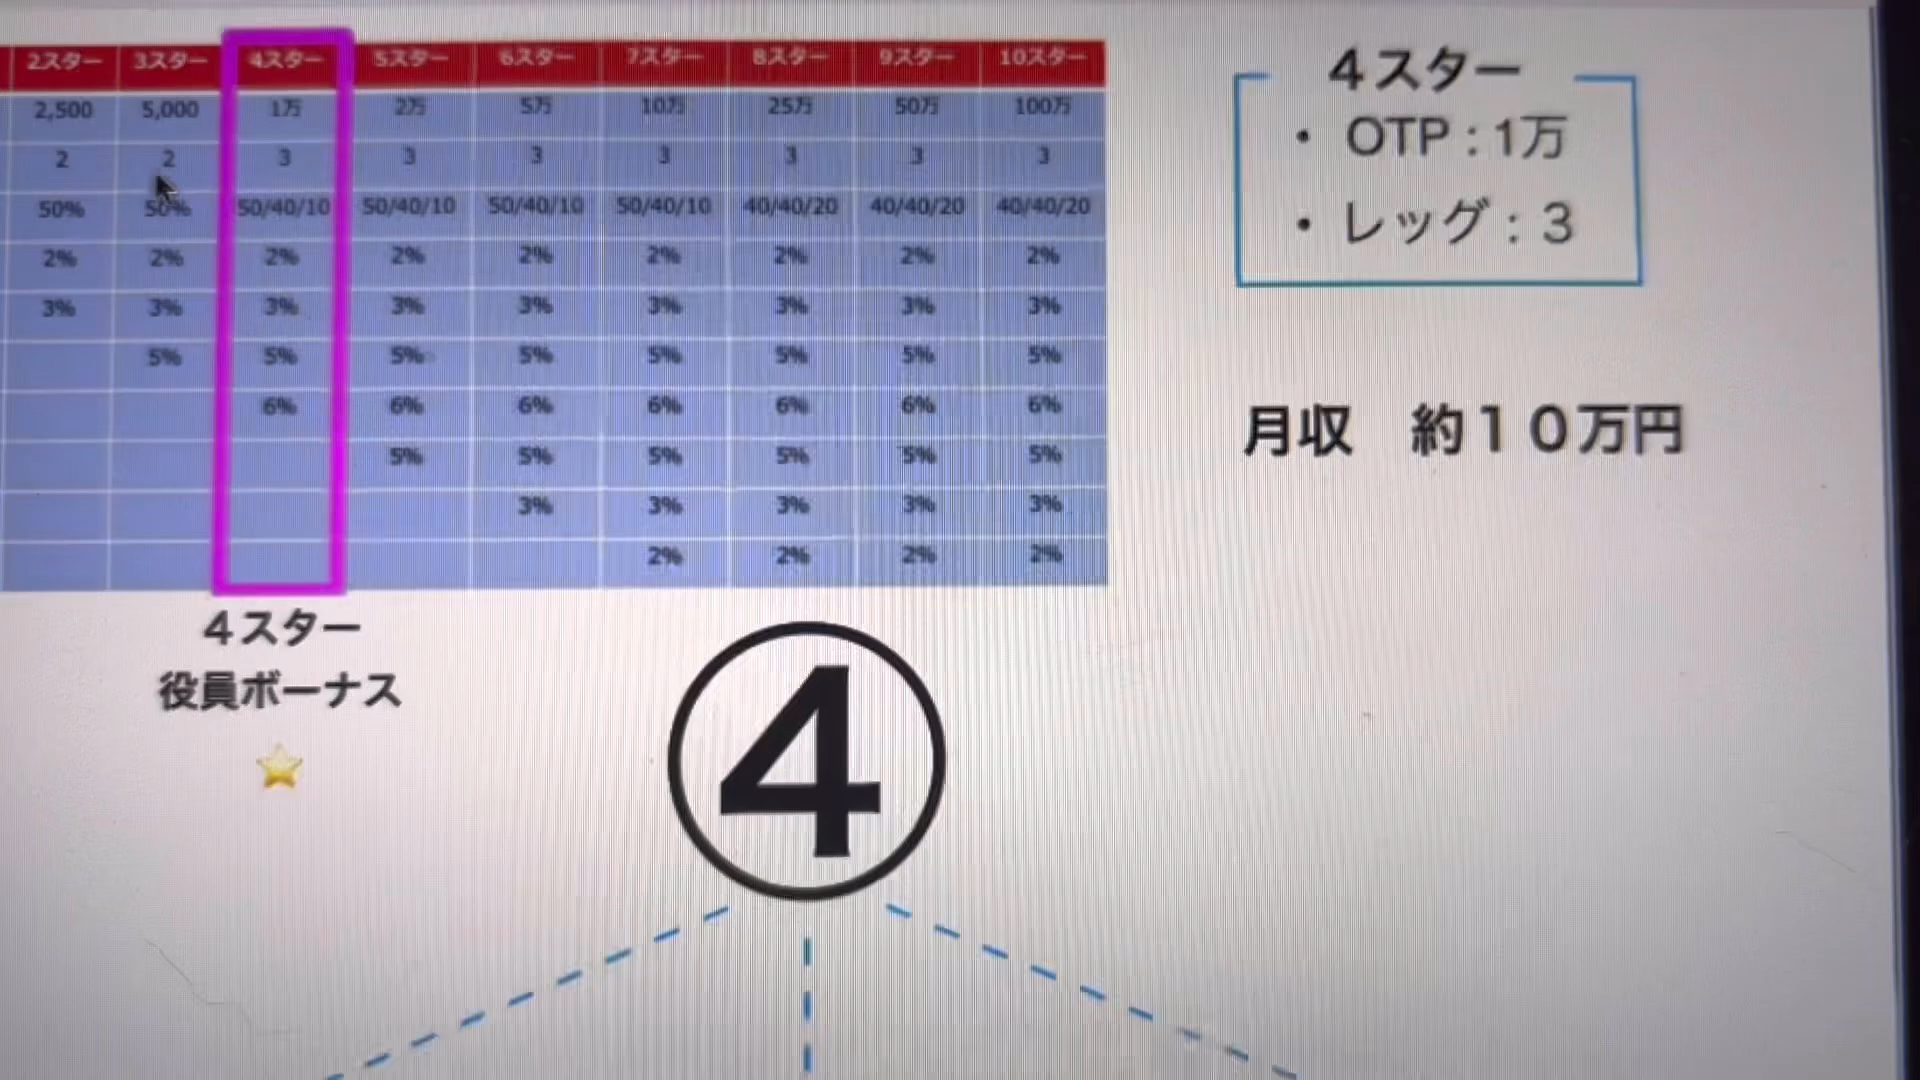 2スター 3スター 4スター 5スター 6スター 7スター 8スター 9スター 10スター
2,500 5,000 1万 2万 5万 10万 25万 50万 100万
2 2 3 3 3 3 3 3 3
50% 50% 50/40/10 50/40/10 50/40/10 50/40/10 40/40/20 40/40/20 40/40/20
2% 2% 2% 2% 2% 2% 2% 2% 2%
3% 3% 3% 3% 3% 3% 3% 3% 3%
5% 5% 5% 5% 5% 5% 5% 5%
6% 6% 6% 6% 6% 6% 6%
5% 5% 5% 5% 5% 5%
3% 3% 3% 3% 3%
2% 2% 2% 2%
4スター
役員ボーナス
4
4スター
・ OTP : 1万
・ レッグ : 3
月収 約10万円